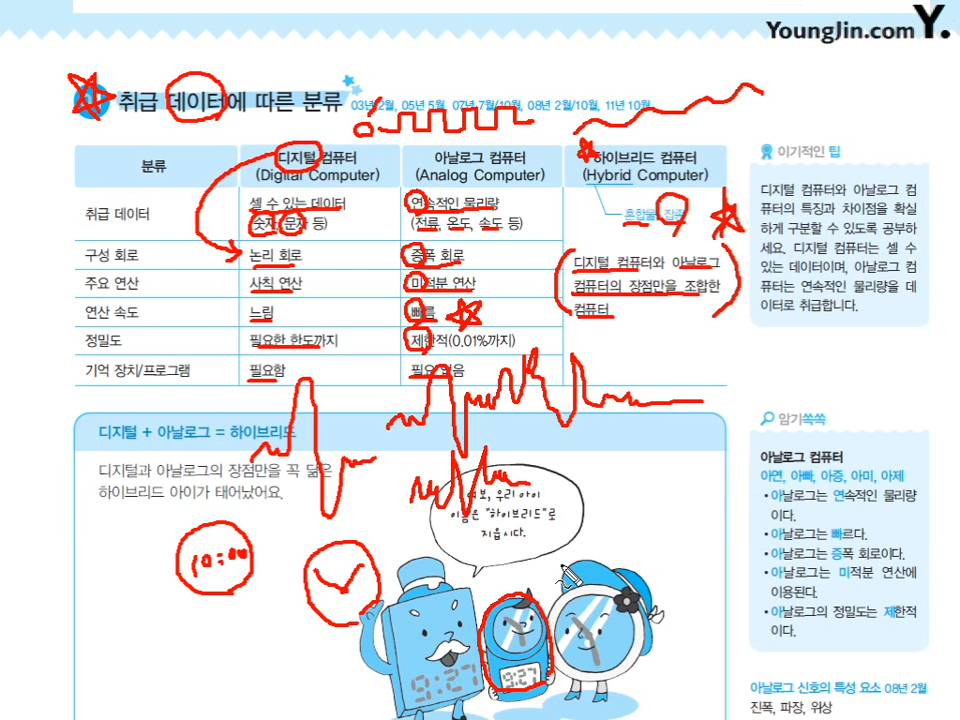 YoungJin.com Y.
취급 데이터에 따른 분류
03년 2월, 05년 5월, 07년 7월/10월, 08년 2월/10월, 11년 10월
분류
디지털 컴퓨터
(Digital Computer)
아날로그 컴퓨터
(Analog Computer)
하이브리드 컴퓨터
(Hybrid Computer)
취급 데이터
셀 수 있는 데이터
(숫자, 문자 등)
연속적인 물리량
(전류, 온도, 속도 등)
혼합물, 잡종
구성 회로
논리 회로
증폭 회로
주요 연산
사칙 연산
미적분 연산
연산 속도
느림
빠름
정밀도
필요한 한도까지
제한적(0.01%까지)
기억 장치/프로그램
필요함
필요 없음
디지털 컴퓨터와 아날로그
컴퓨터의 장점만을 조합한
컴퓨터
이기적인 팁
디지털 컴퓨터와 아날로그 컴
퓨터의 특징과 차이점을 확실
하게 구분할 수 있도록 공부하
세요. 디지털 컴퓨터는 셀 수
있는 데이터이며, 아날로그 컴
퓨터는 연속적인 물리량을 데
이터로 취급합니다.
디지털 + 아날로그 = 하이브리드
디지털과 아날로그의 장점만을 꼭 닮은
하이브리드 아이가 태어났어요.
여보, 우리 아이
이름은 "하이브리드"로
지읍시다.
9:27
9:27
암기쏙쏙
아날로그 컴퓨터
아연, 아빠, 아증, 아미, 아제
• 아날로그는 연속적인 물리량
이다.
• 아날로그는 빠르다.
• 아날로그는 증폭 회로이다.
• 아날로그는 미적분 연산에
이용된다.
• 아날로그의 정밀도는 제한적
이다.
아날로그 신호의 특성 요소 08년 2월
진폭, 파장, 위상